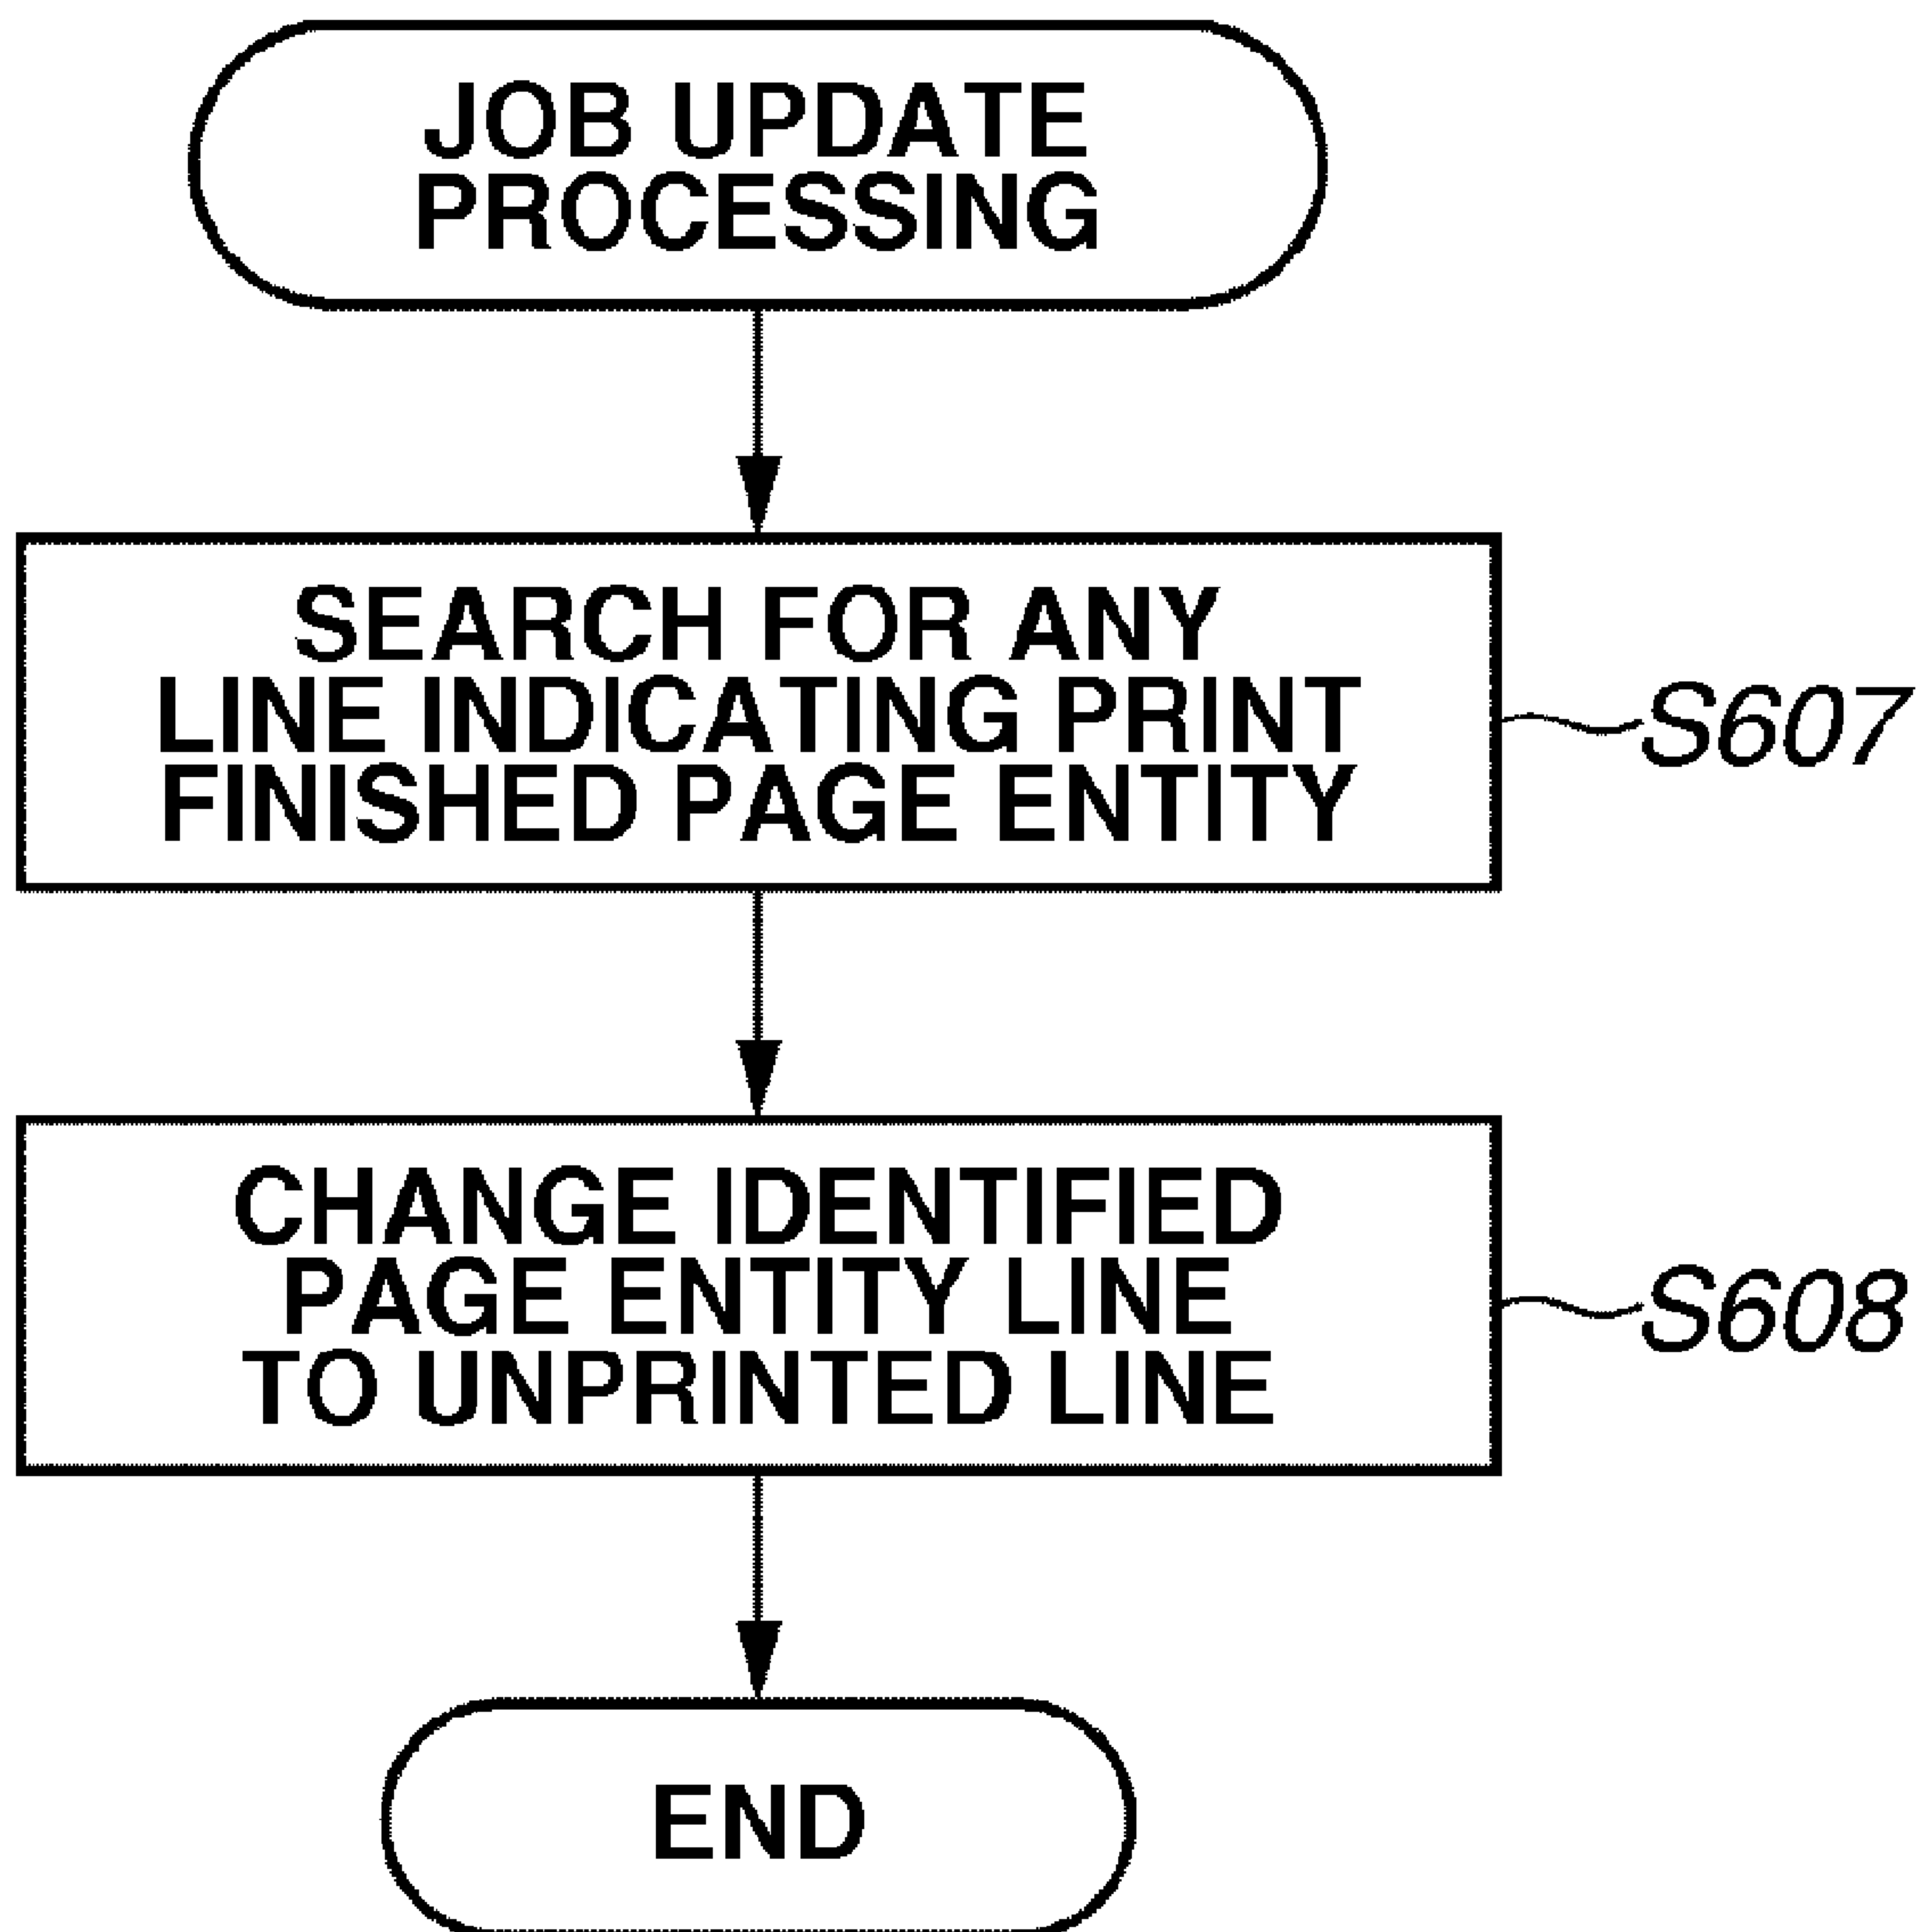 JOB UPDATE
PROCESSING
SEARCH FOR ANY
LINE INDICATING PRINT
FINISHED PAGE ENTITY
S607
CHANGE IDENTIFIED
PAGE ENTITY LINE
TO UNPRINTED LINE
S608
END